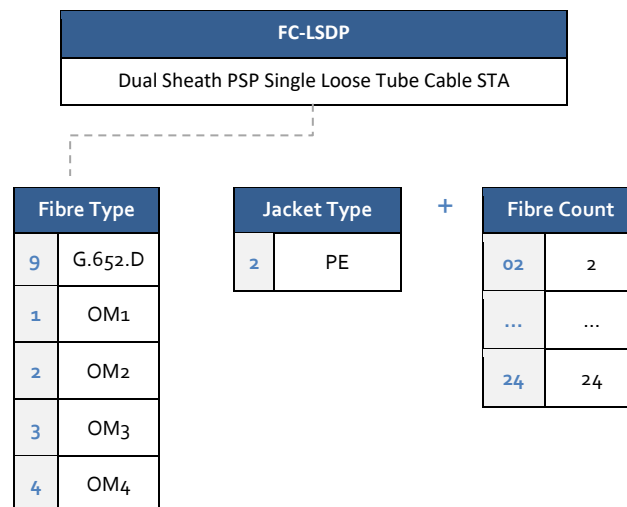 FC-LSDP
Dual Sheath PSP Single Loose Tube Cable STA
Fibre Type
9 G.652.D
1 OM1
2 OM2
3 OM3
4 OM4
Jacket Type
2 PE
+
Fibre Count
02 2
... ...
24 24